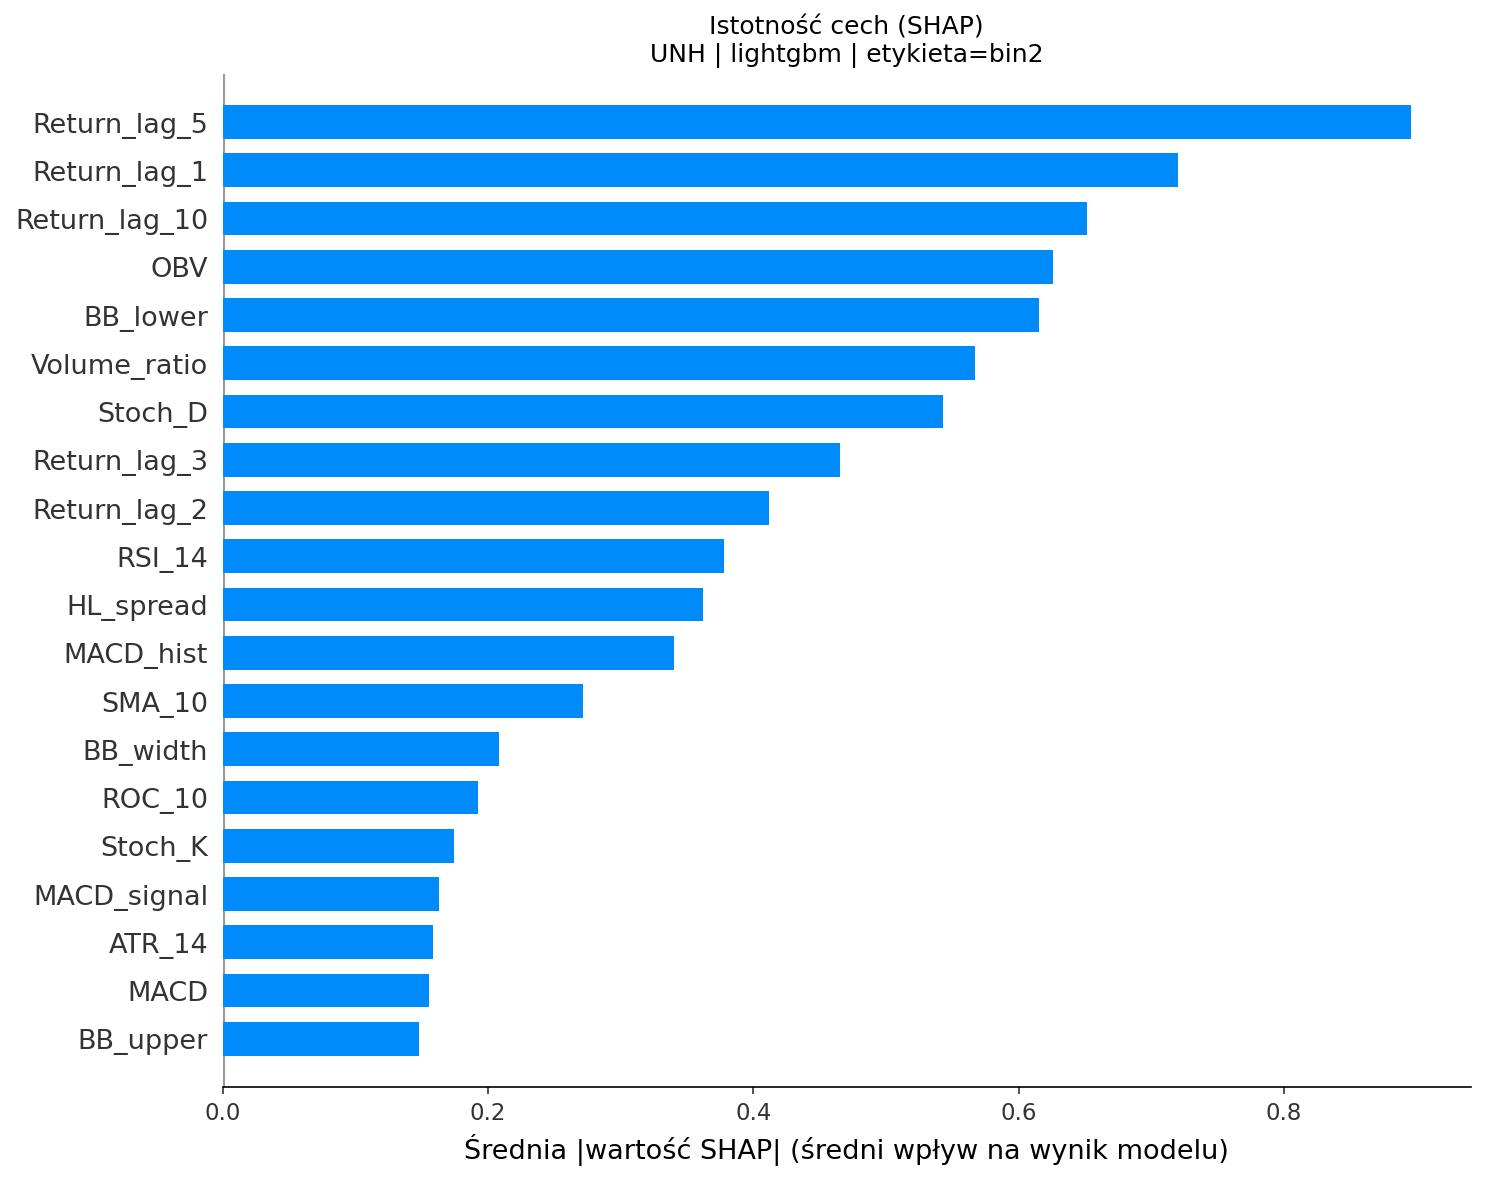 Istotność cech (SHAP)
UNH | lightgbm | etykieta=bin2
Return_lag_5
Return_lag_1
Return_lag_10
OBV
BB_lower
Volume_ratio
Stoch_D
Return_lag_3
Return_lag_2
RSI_14
HL_spread
MACD_hist
SMA_10
BB_width
ROC_10
Stoch_K
MACD_signal
ATR_14
MACD
BB_upper
0.0 0.2 0.4 0.6 0.8
Średnia |wartość SHAP| (średni wpływ na wynik modelu)